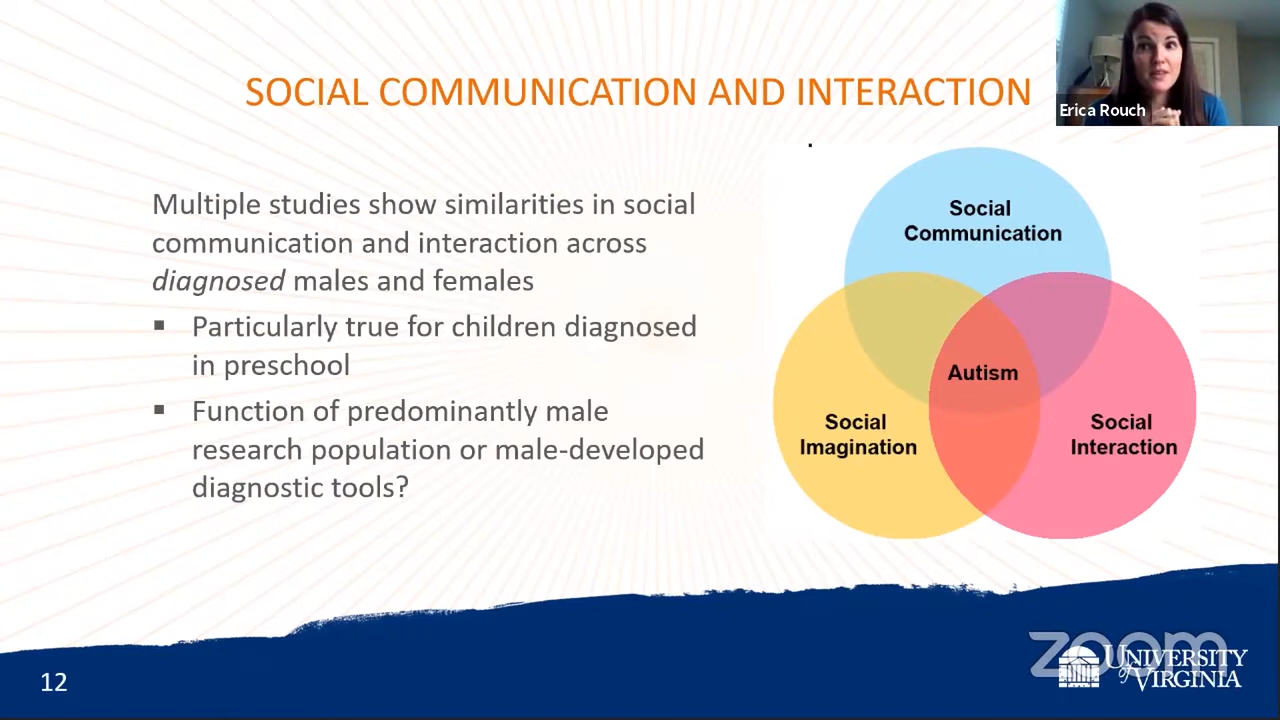 SOCIAL COMMUNICATION AND INTERACTION
Erica Rouch
Multiple studies show similarities in social
communication and interaction across
diagnosed males and females
▪ Particularly true for children diagnosed
in preschool
▪ Function of predominantly male
research population or male-developed
diagnostic tools?
Social
Communication
Autism
Social
Imagination
Social
Interaction
12
zoom
UNIVERSITY
of VIRGINIA